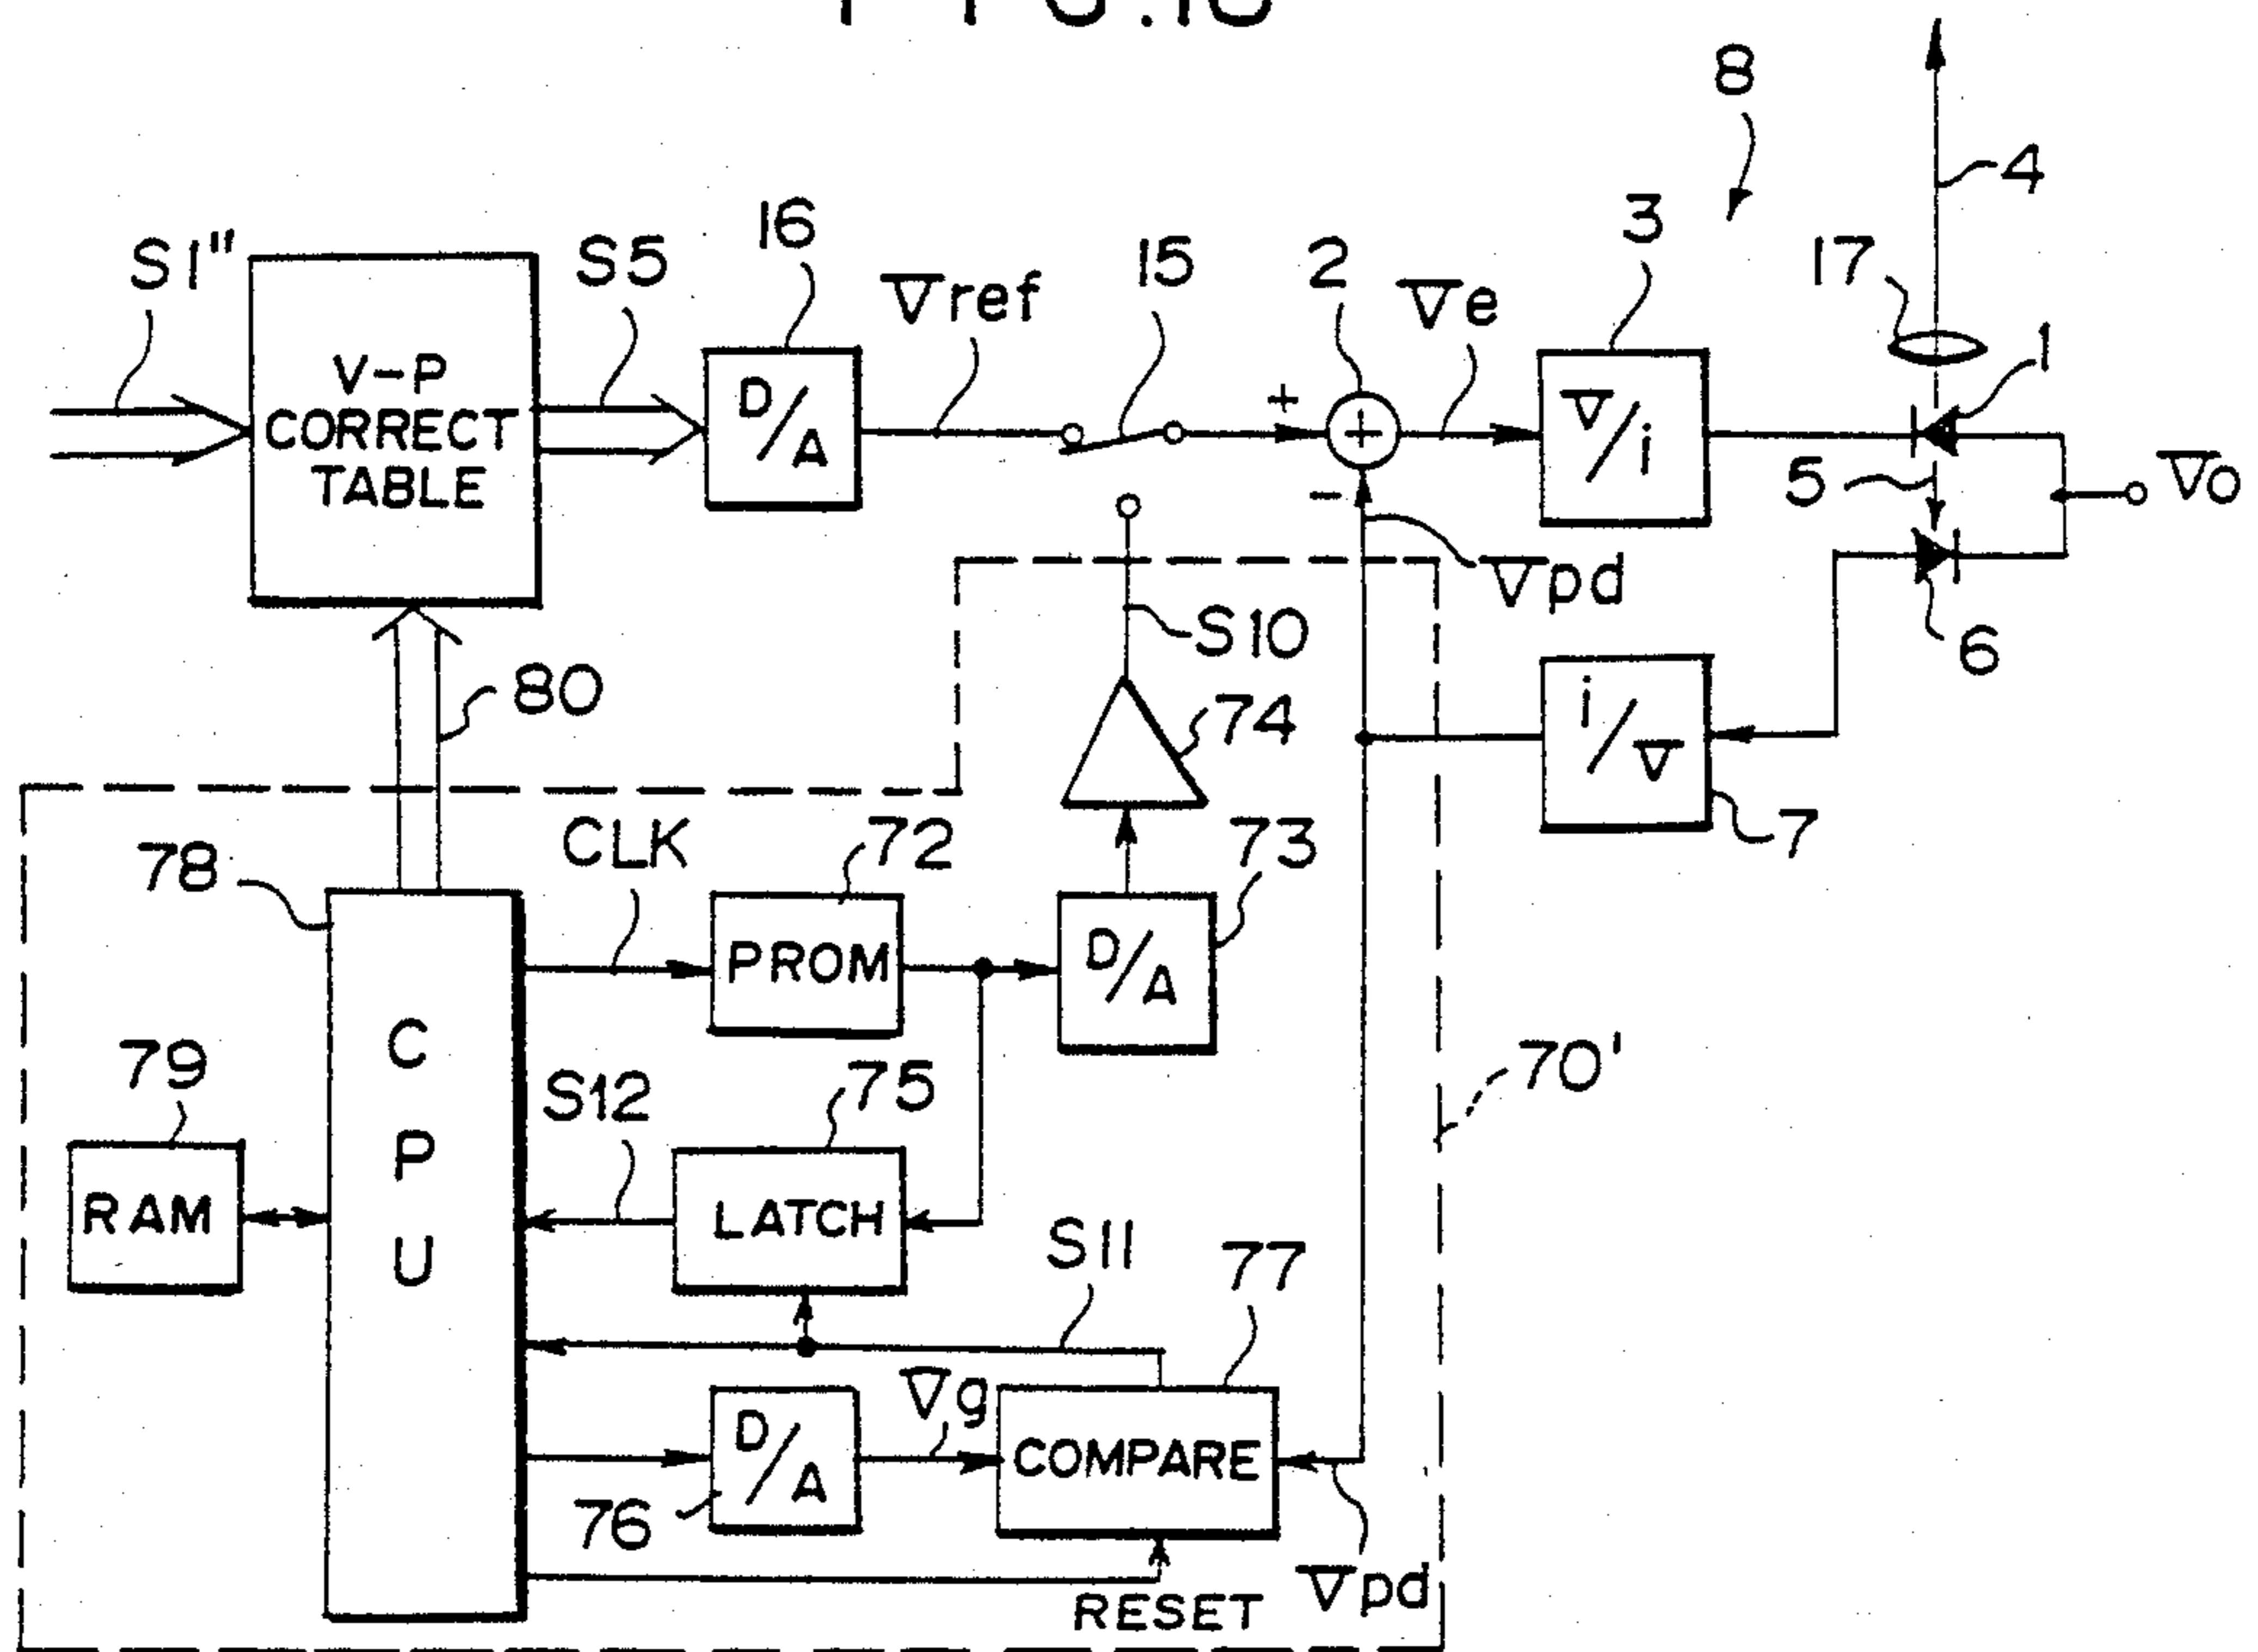 8
4
S1"
S5
16
Vref
15
2
Ve
3
17
1
V-P
CORRECT
TABLE
D/A
+
+
V/i
5
Vo
-
Vpd
S10
6
80
74
i/V
7
CLK
72
73
78
PROM
D/A
CPU
79
S12
75
70'
RAM
LATCH
S11
77
Vg
D/A
COMPARE
76
Vpd
RESET